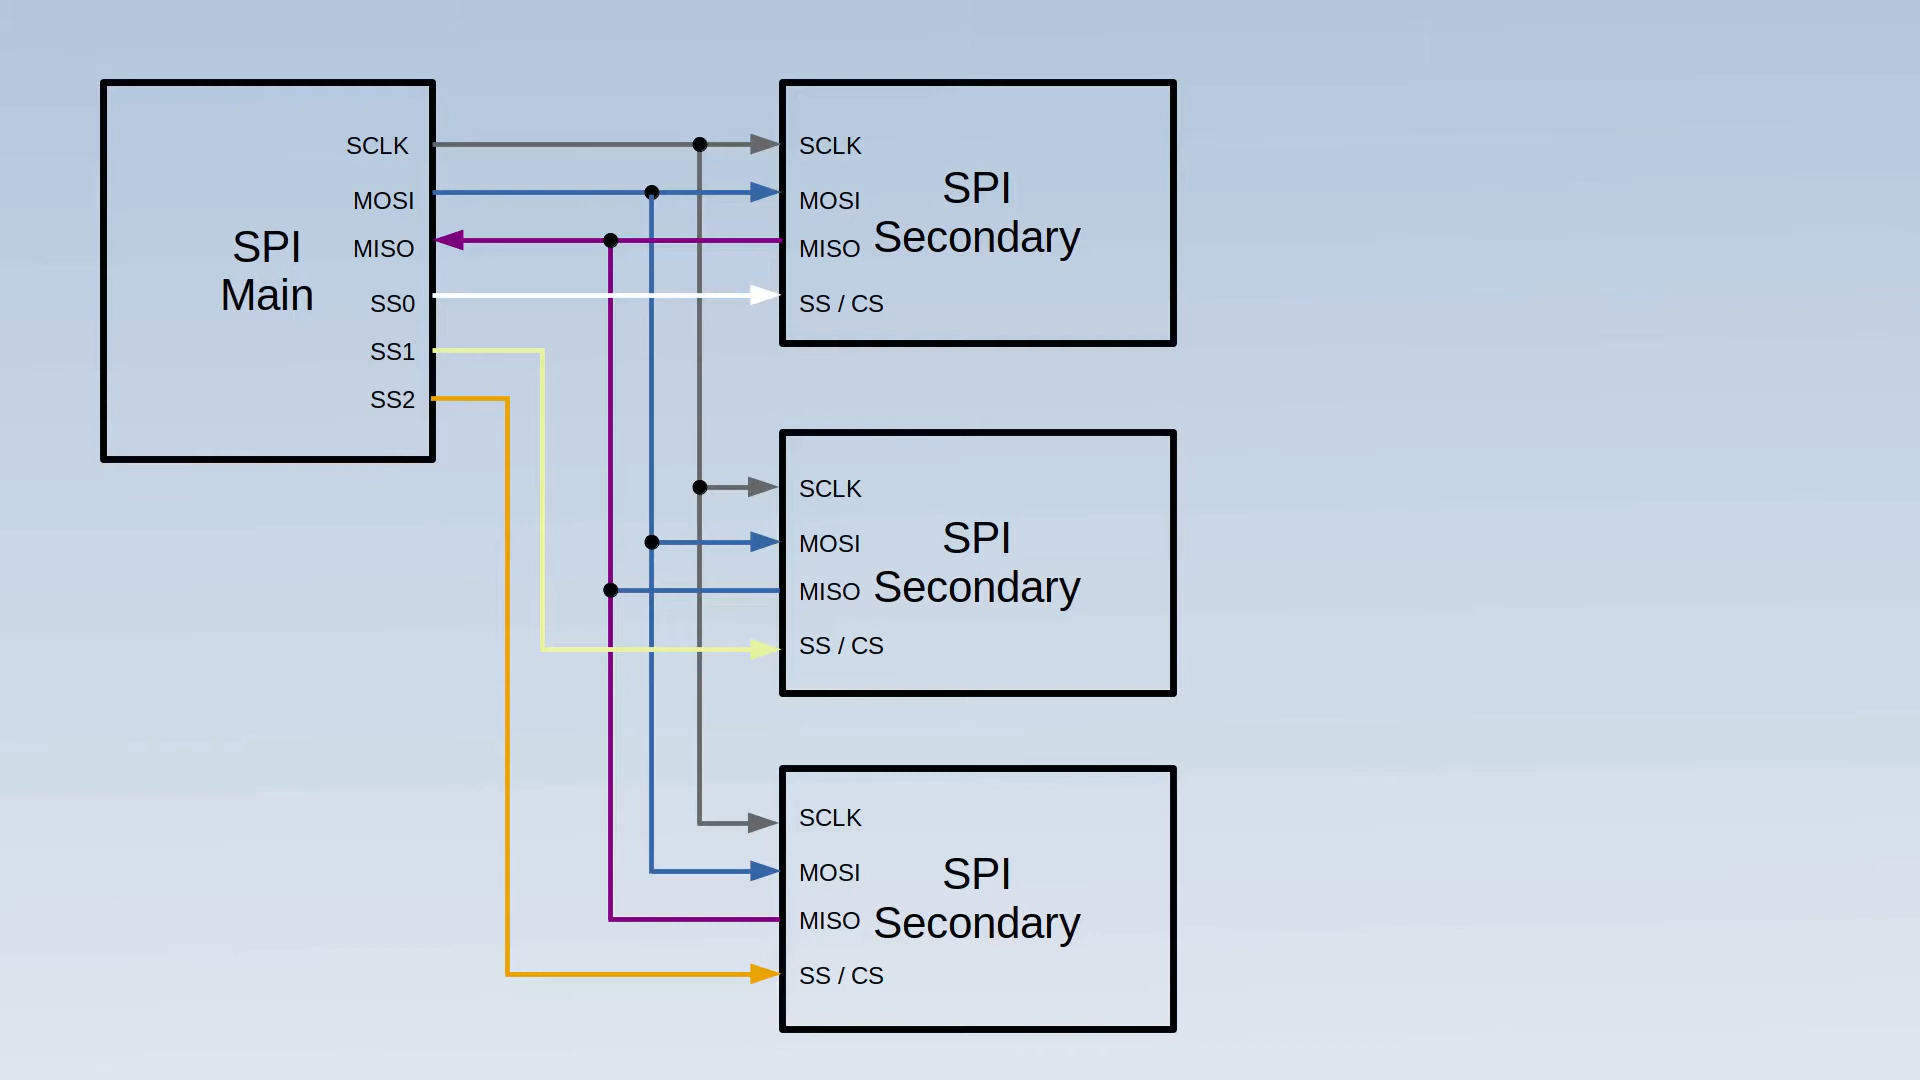 SPI
Main
SCLK
MOSI
MISO
SS0
SS1
SS2
SCLK
MOSI
MISO
SS / CS
SPI
Secondary
SCLK
MOSI
MISO
SS / CS
SPI
Secondary
SCLK
MOSI
MISO
SS / CS
SPI
Secondary